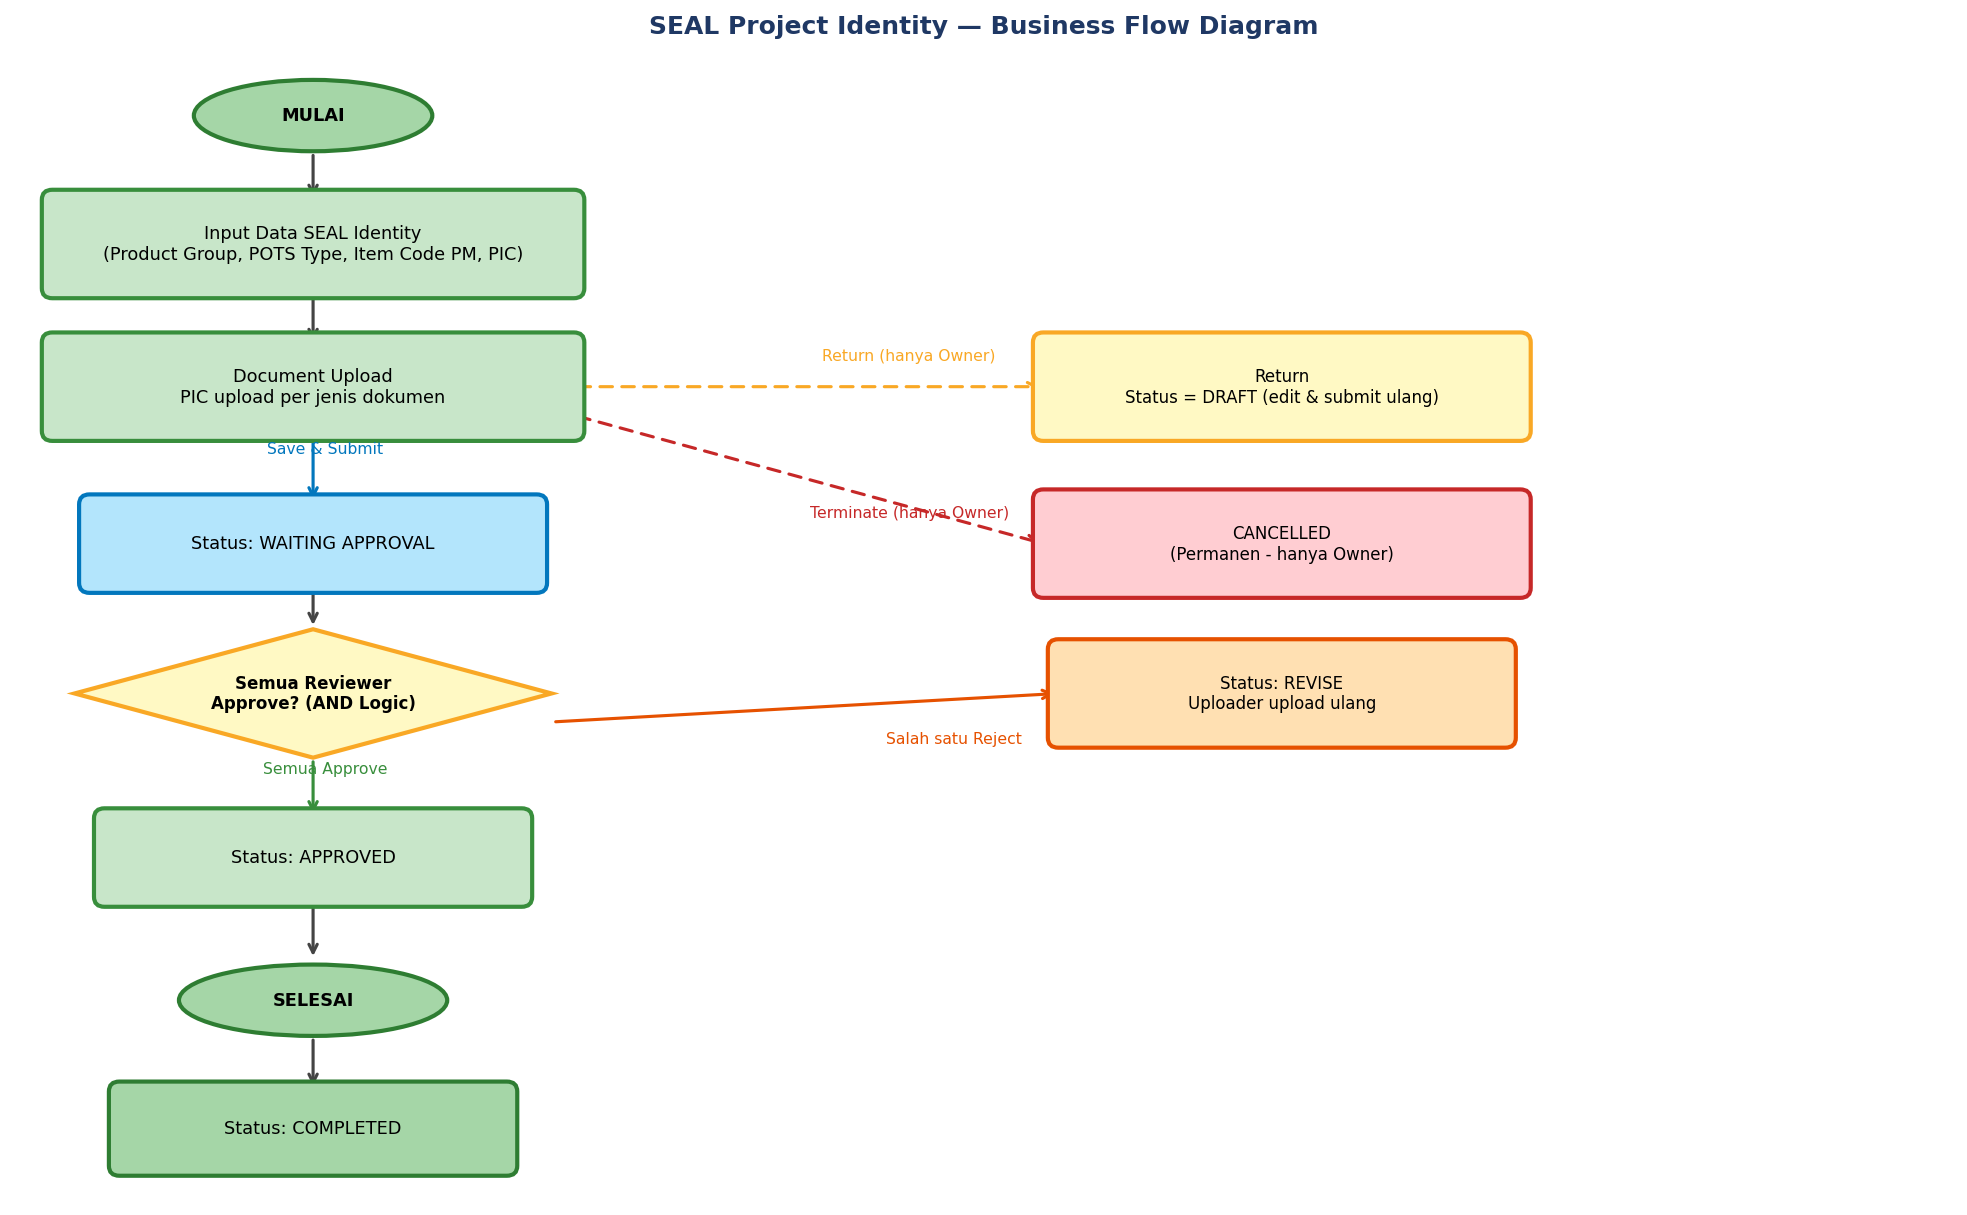 SEAL Project Identity — Business Flow Diagram
MULAI
Input Data SEAL Identity
(Product Group, POTS Type, Item Code PM, PIC)
Document Upload
PIC upload per jenis dokumen
Return (hanya Owner)
Return
Status = DRAFT (edit & submit ulang)
Save & Submit
Status: WAITING APPROVAL
Terminate (hanya Owner)
CANCELLED
(Permanen - hanya Owner)
Semua Reviewer
Approve? (AND Logic)
Salah satu Reject
Status: REVISE
Uploader upload ulang
Semua Approve
Status: APPROVED
SELESAI
Status: COMPLETED